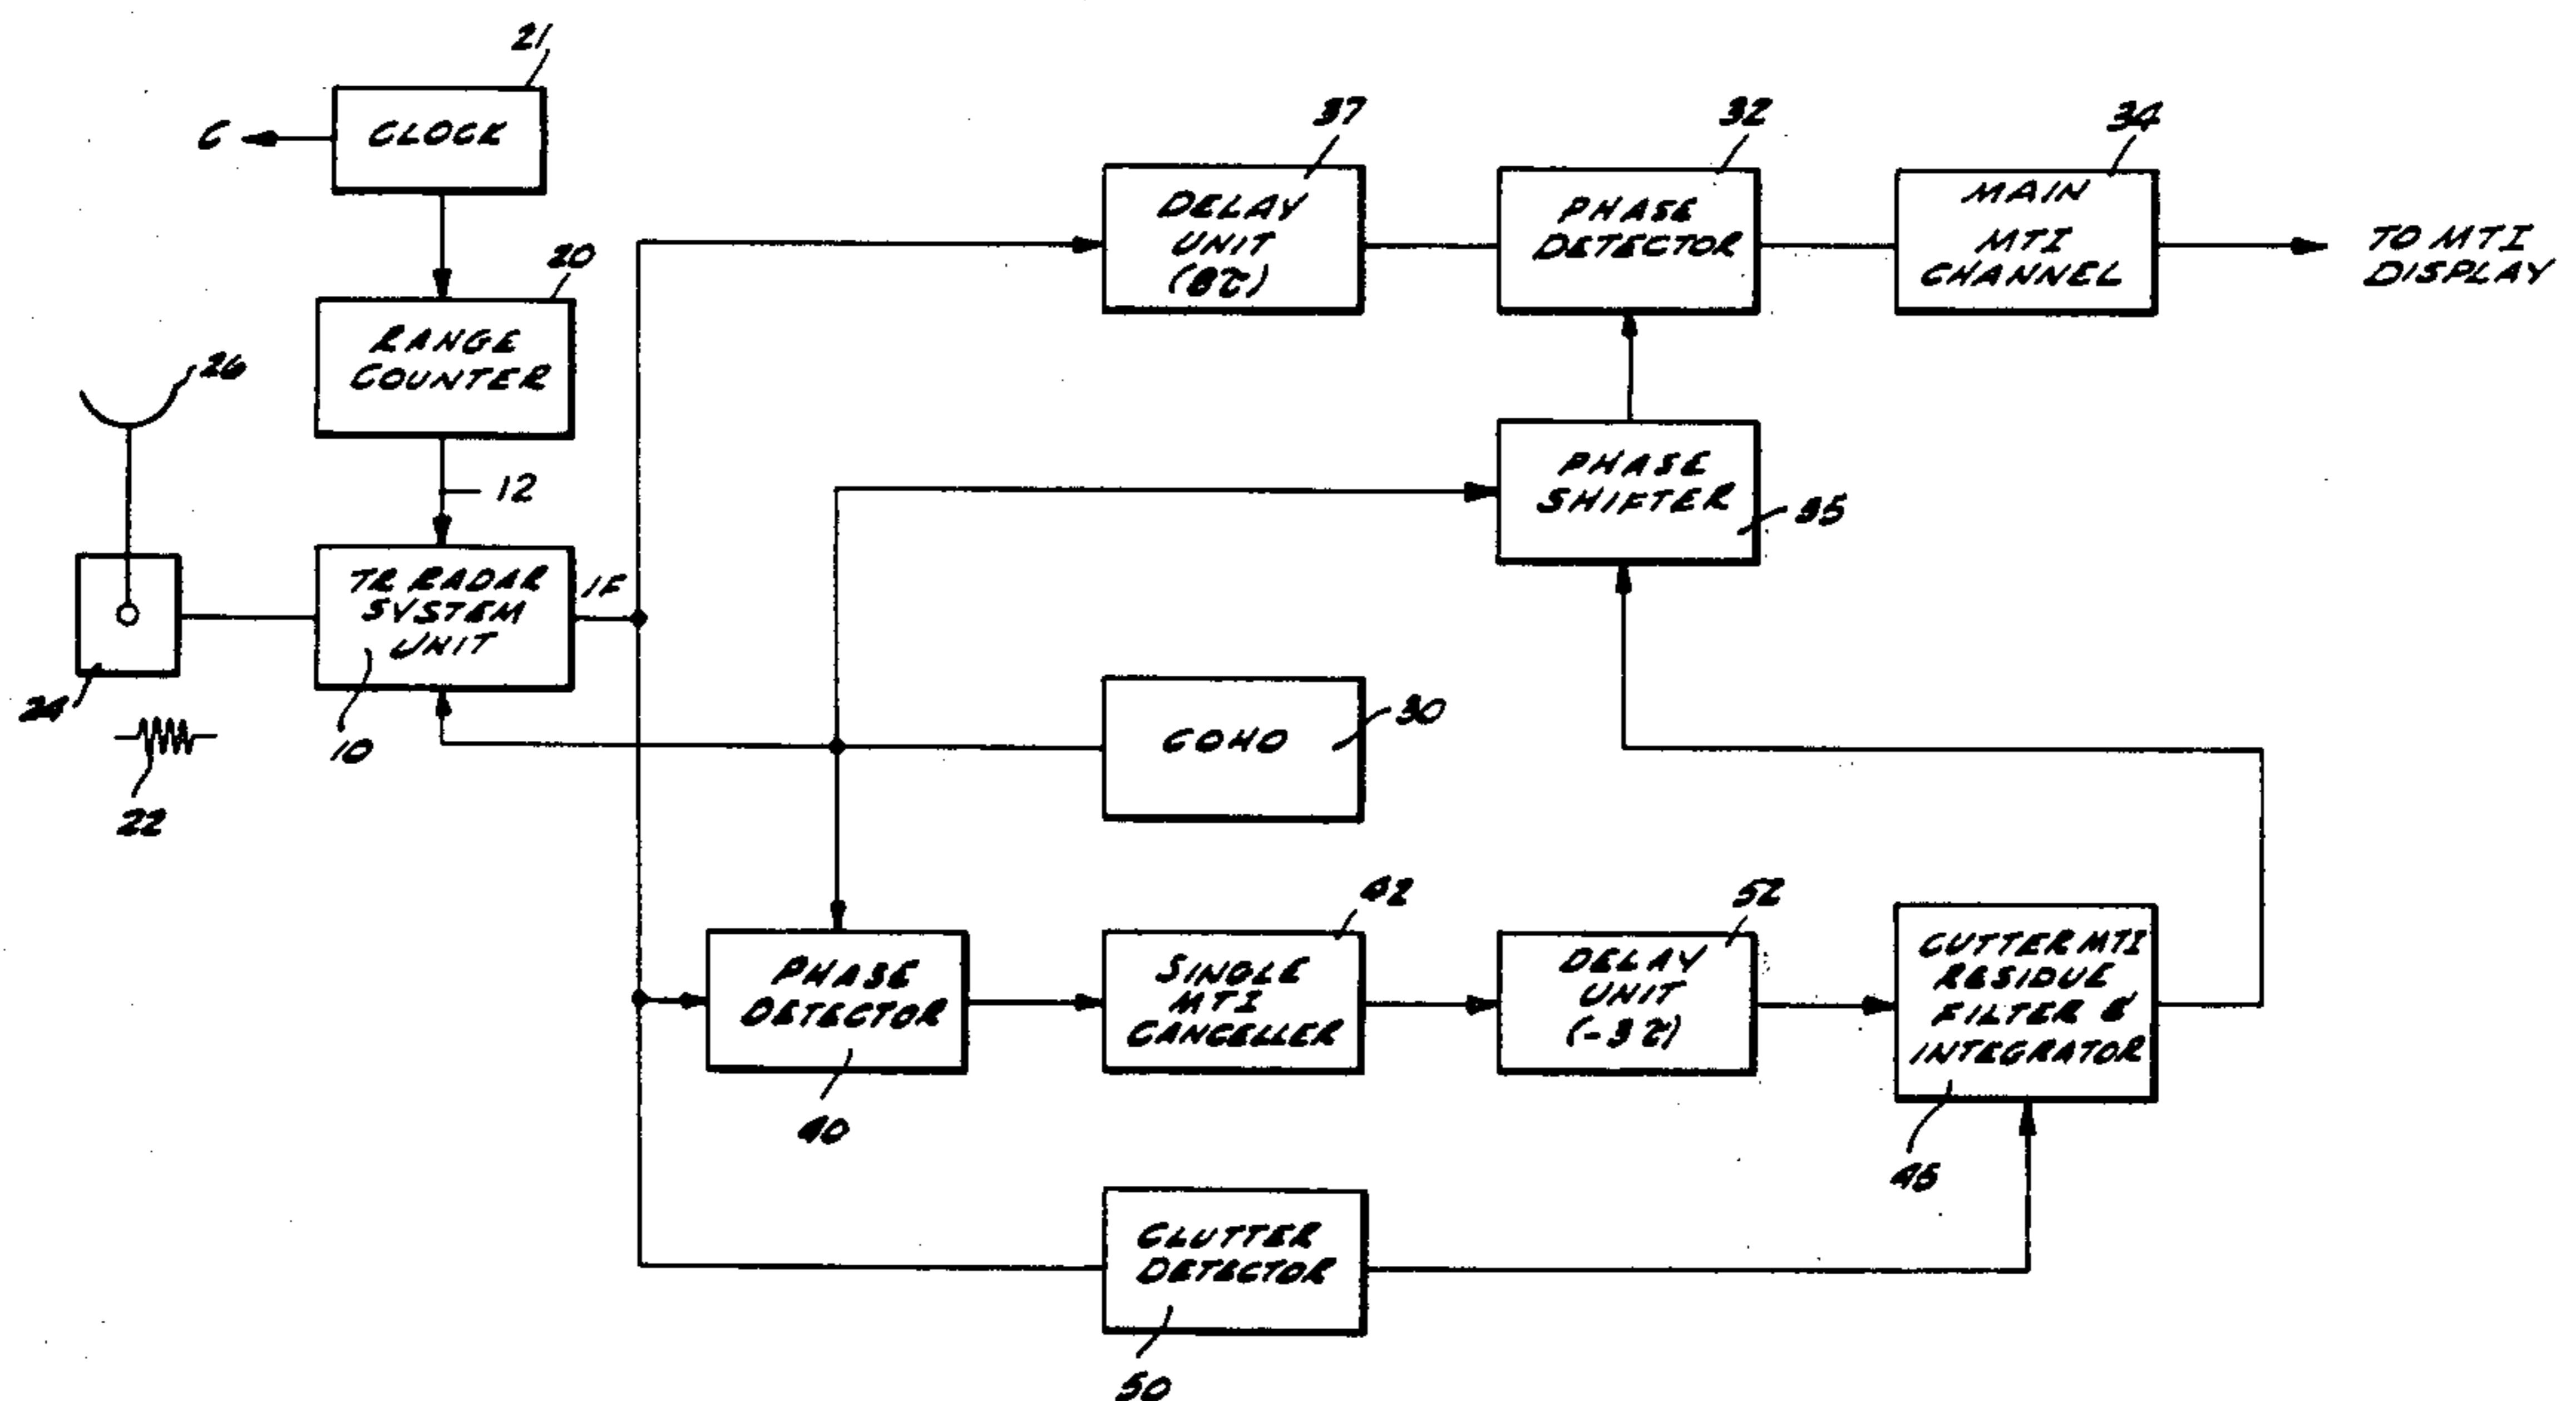 21
C
CLOCK
37
32
34
20
DELAY
UNIT
(8τ)
PHASE
DETECTOR
MAIN
MTI
CHANNEL
TO MTI
DISPLAY
RANGE
COUNTER
26
12
PHASE
SHIFTER
35
TR RADAR
SYSTEM
UNIT
IF
24
10
22
COHO
30
42
52
PHASE
DETECTOR
SINGLE
MTI
CANCELLER
DELAY
UNIT
(-3τ)
CUTTER MTI
RESIDUE
FILTER &
INTEGRATOR
40
45
CLUTTER
DETECTOR
50